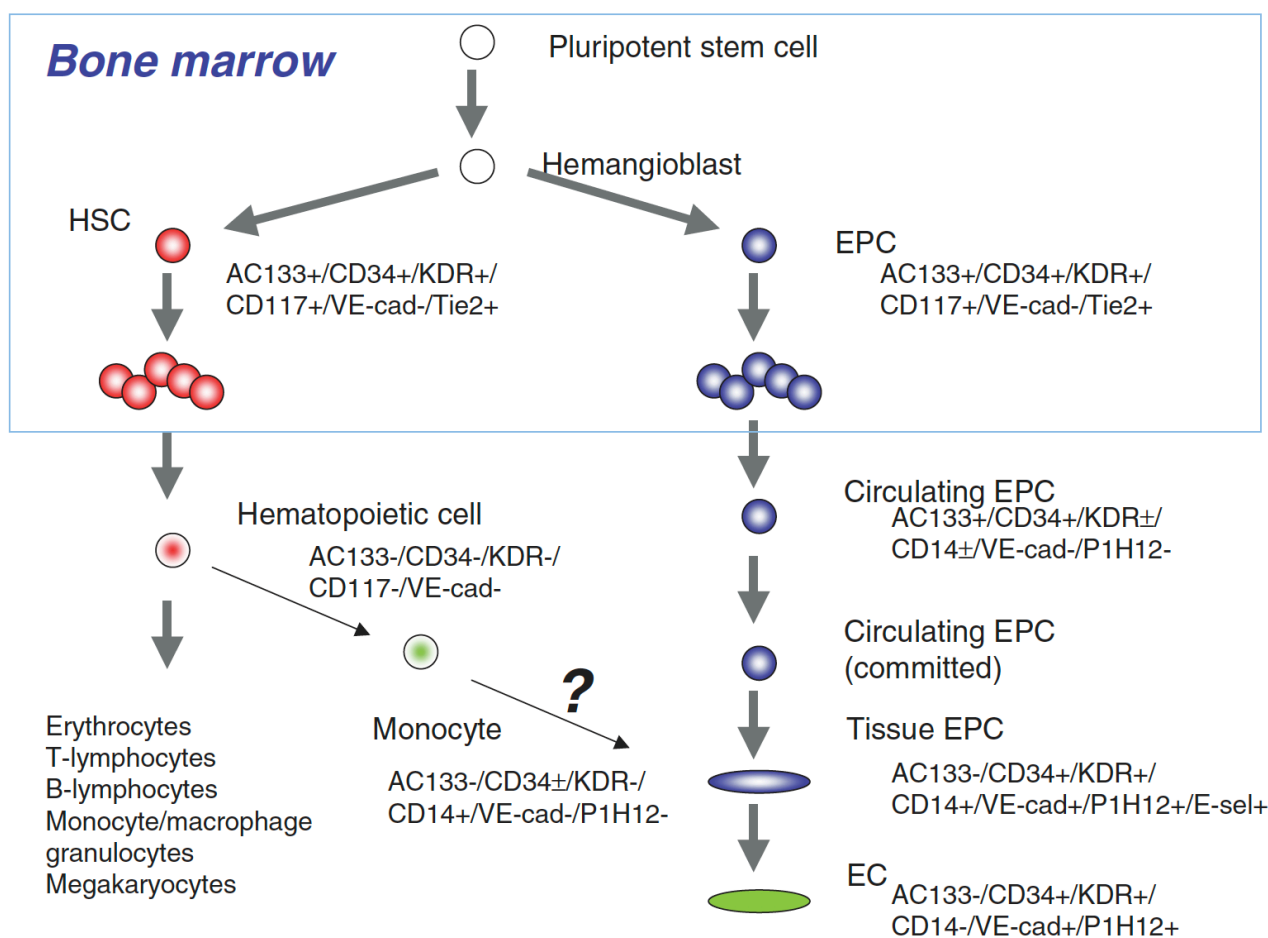 Bone marrow
Pluripotent stem cell
Hemangioblast
HSC
AC133+/CD34+/KDR+/
CD117+/VE-cad-/Tie2+
EPC
AC133+/CD34+/KDR+/
CD117+/VE-cad-/Tie2+
Hematopoietic cell
AC133-/CD34-/KDR-/
CD117-/VE-cad-
Circulating EPC
AC133+/CD34+/KDR±/
CD14±/VE-cad-/P1H12-
Circulating EPC
(committed)
?
Erythrocytes
T-lymphocytes
B-lymphocytes
Monocyte/macrophage
granulocytes
Megakaryocytes
Monocyte
AC133-/CD34±/KDR-/
CD14+/VE-cad-/P1H12-
Tissue EPC
AC133-/CD34+/KDR+/
CD14+/VE-cad+/P1H12+/E-sel+
EC
AC133-/CD34+/KDR+/
CD14-/VE-cad+/P1H12+